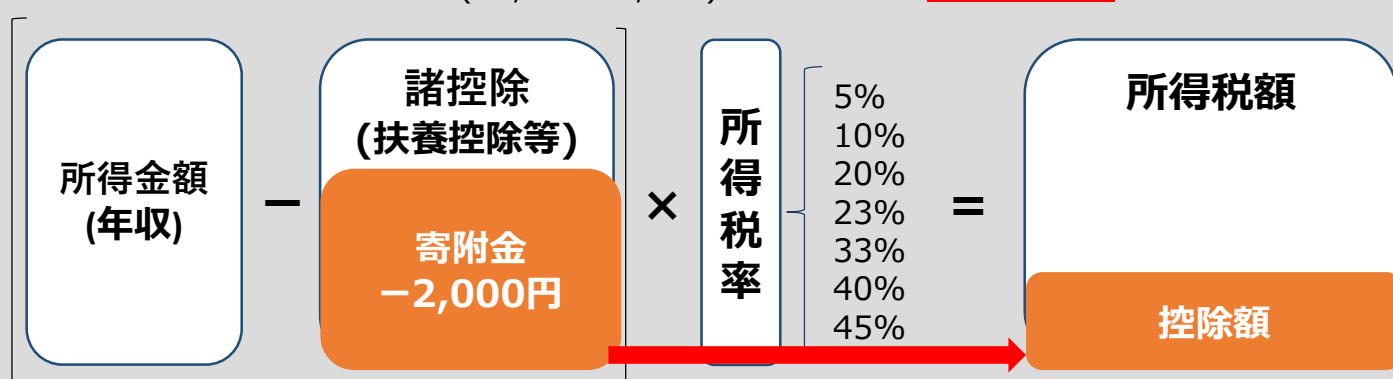 所得金額
(年収)
－
諸控除
(扶養控除等)
寄附金
－2,000円
×
所得税率
5%
10%
20%
23%
33%
40%
45%
=
所得税額
控除額